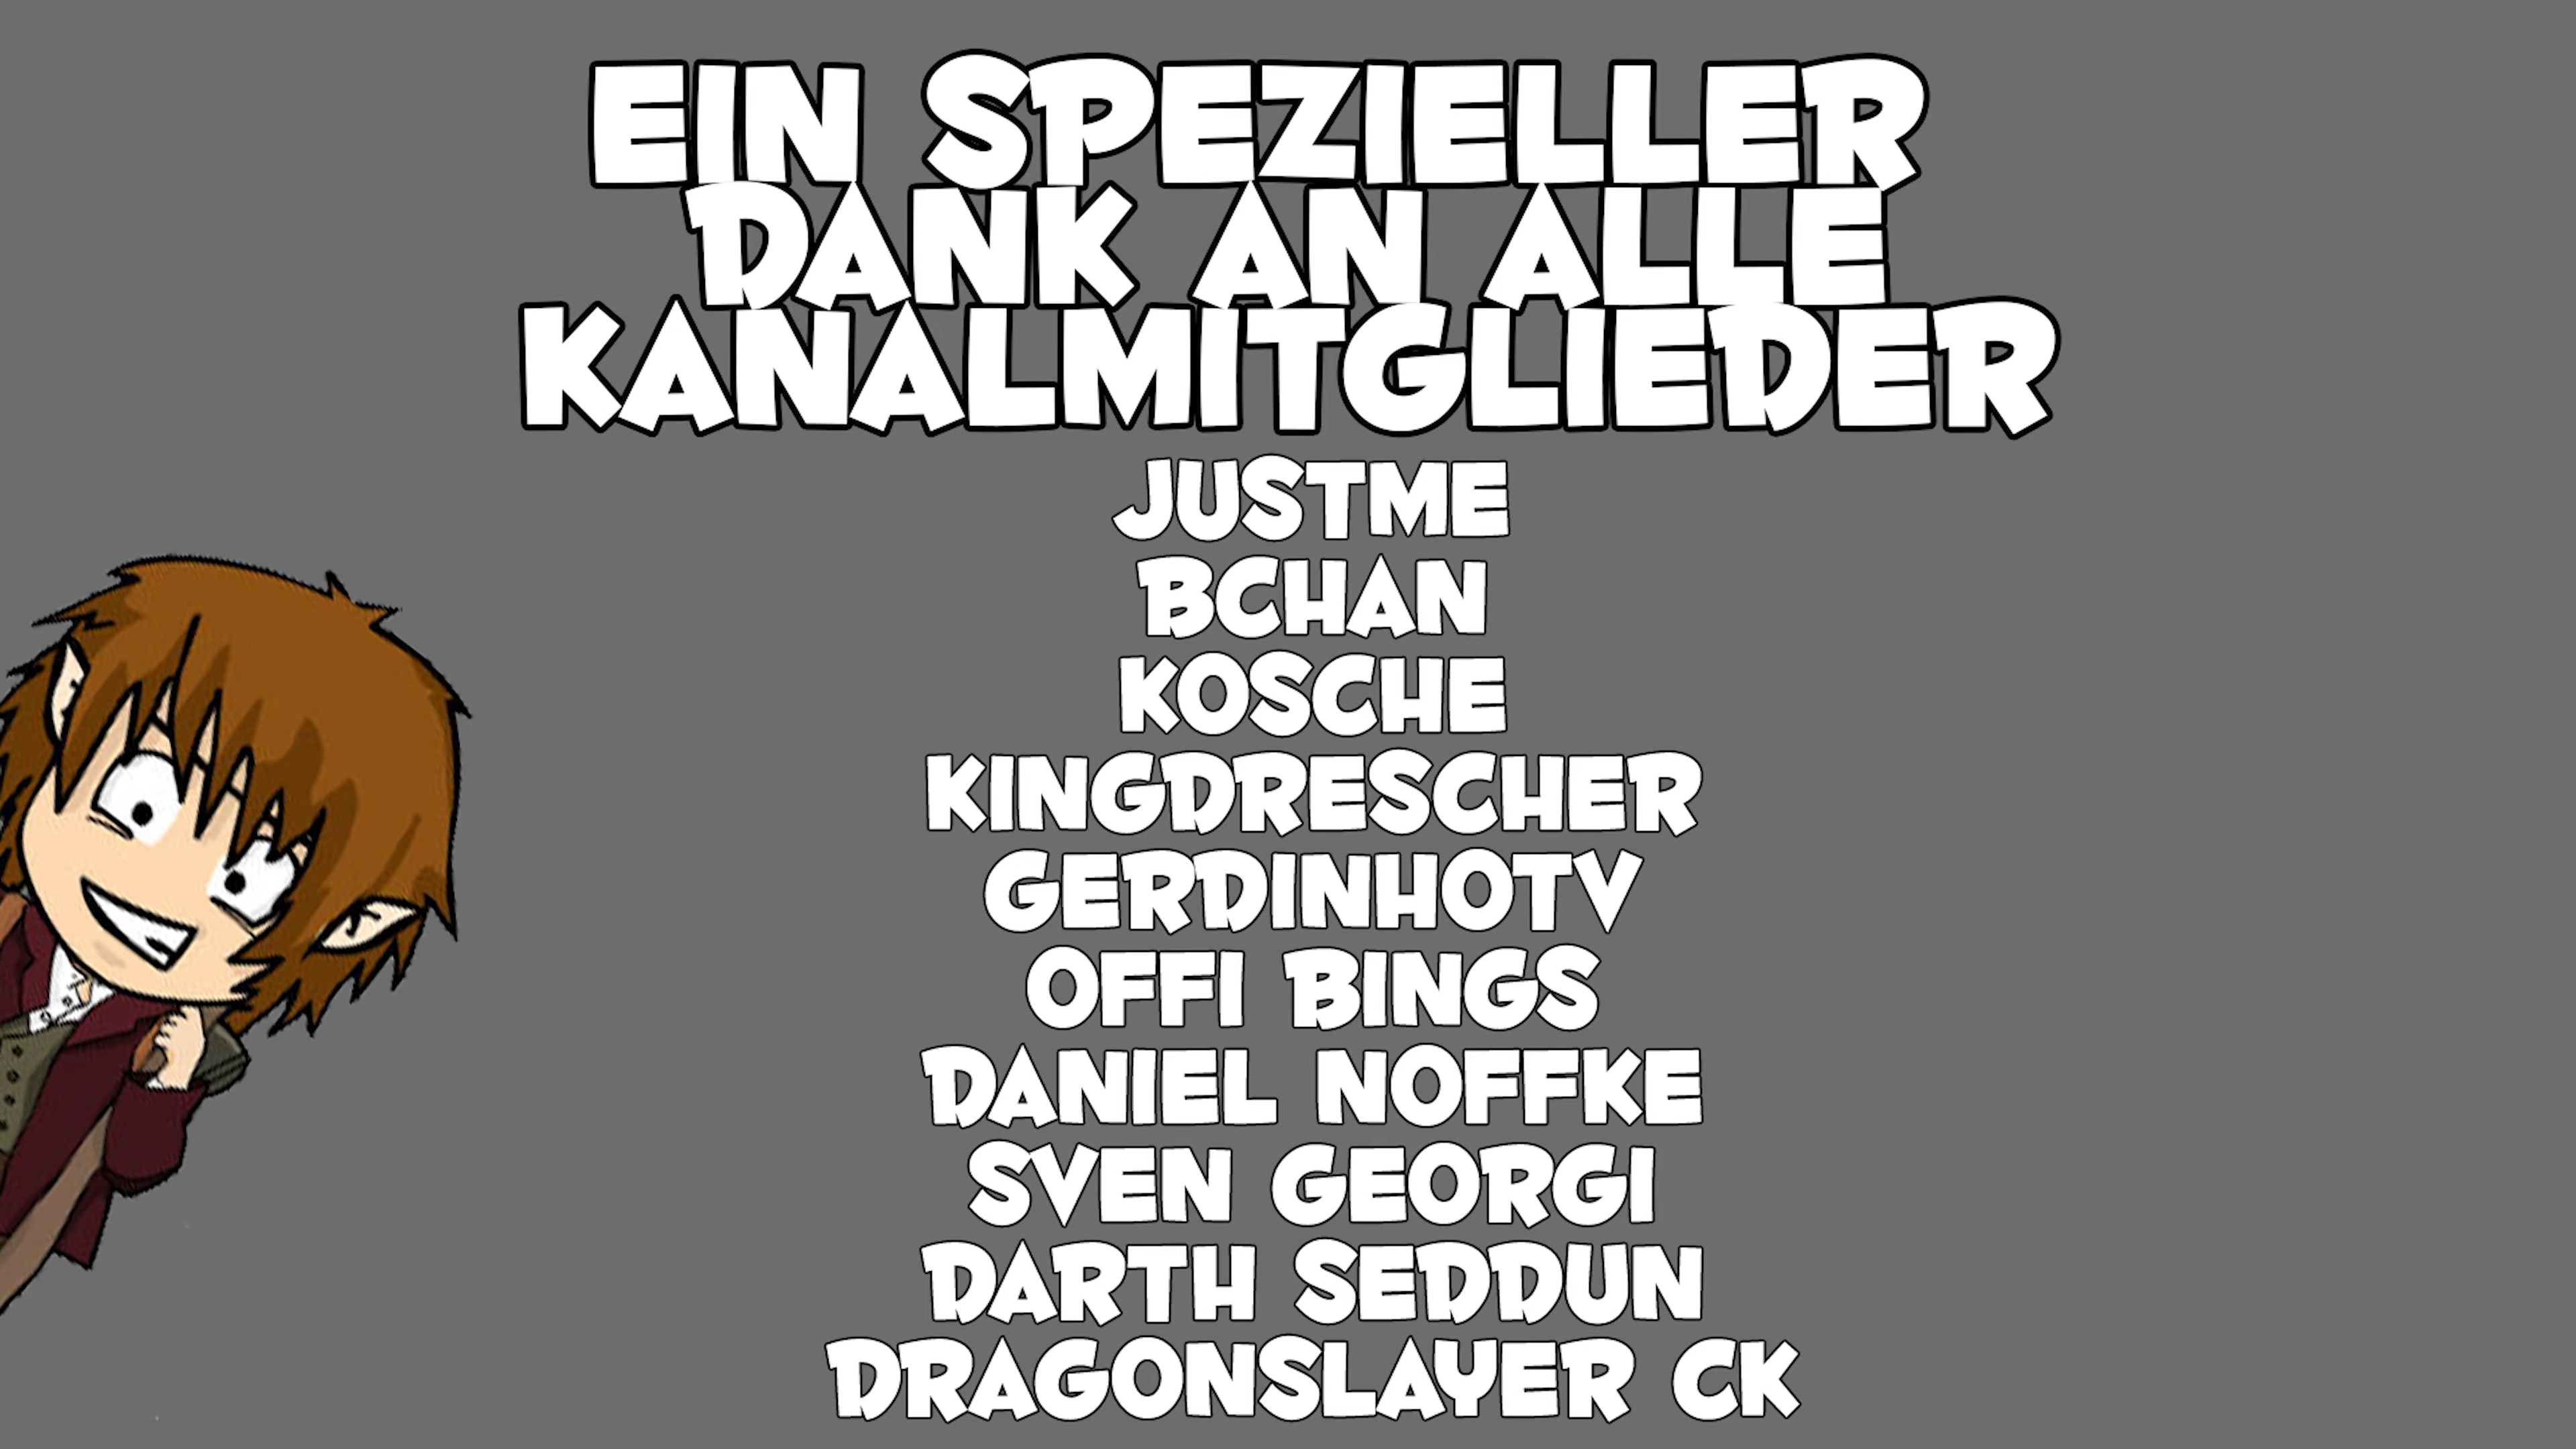 EIN SPEZIELLER
DANK AN ALLE
KANALMITGLIEDER
JUSTME
BCHAN
KOSCHE
KINGDRESCHER
GERDINHOTV
OFFI BINGS
DANIEL NOFFKE
SVEN GEORGI
DARTH SEDDUN
DRAGONSLAYER CK